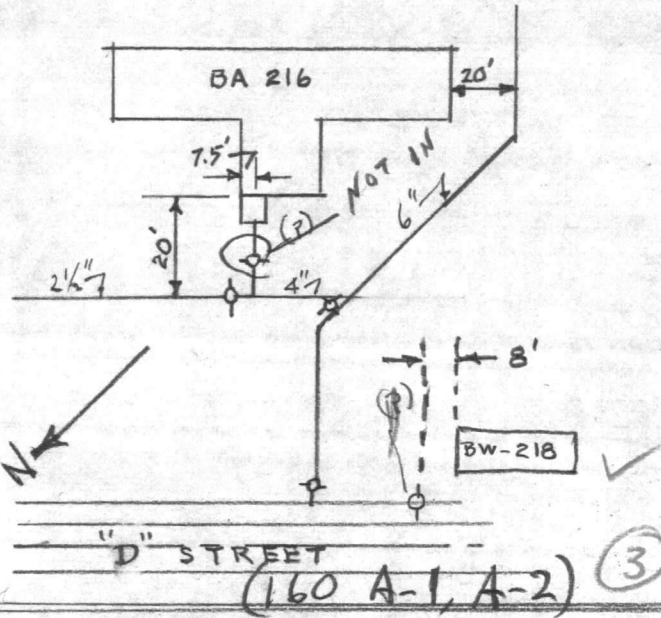 BA 216
20'
7.5'
NOT IN
6"
(P)
20'
2½"
4"
8'
(P)
BW-218
N
"D" STREET
(160 A-1, A-2)
3